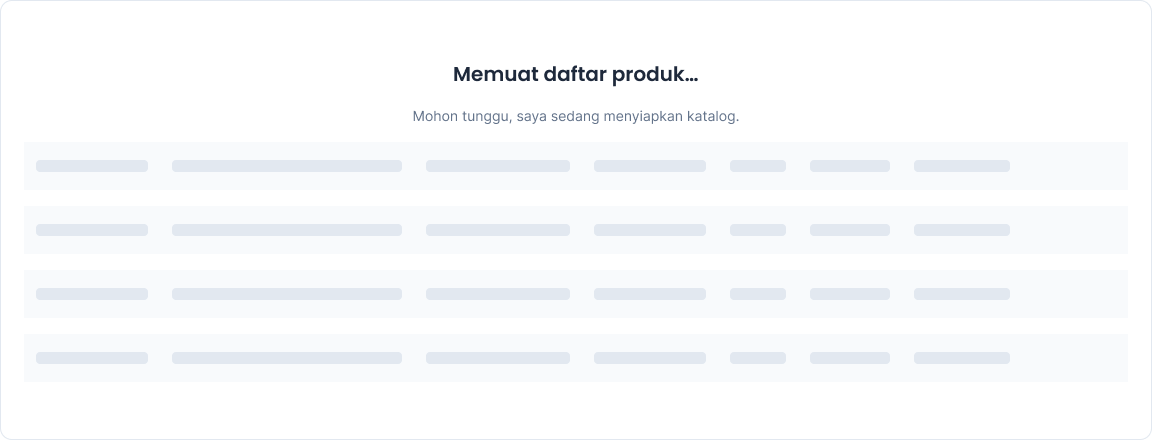 Memuat daftar produk…
Mohon tunggu, saya sedang menyiapkan katalog.